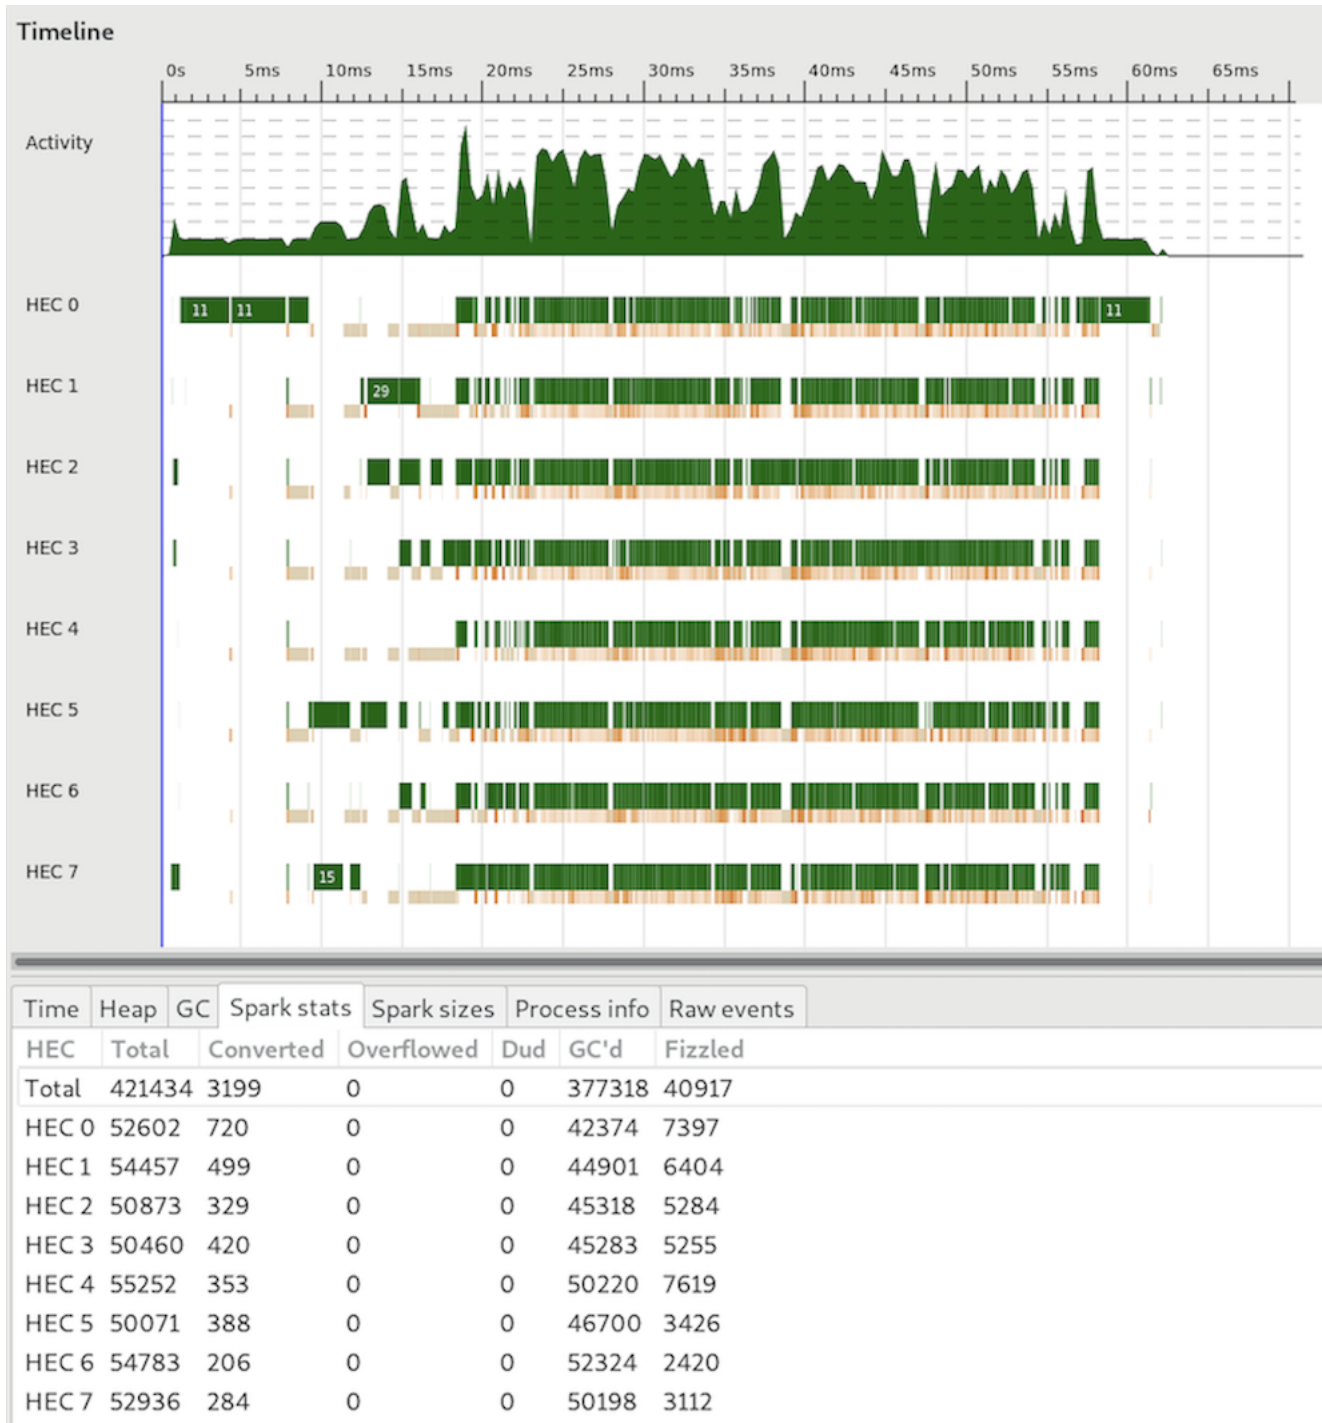 Timeline
0s 5ms 10ms 15ms 20ms 25ms 30ms 35ms 40ms 45ms 50ms 55ms 60ms 65ms
Activity
HEC 0 11 11 11
HEC 1 29
HEC 2
HEC 3
HEC 4
HEC 5
HEC 6
HEC 7 15
Time Heap GC Spark stats Spark sizes Process info Raw events
HEC Total Converted Overflowed Dud GC'd Fizzled
Total 421434 3199 0 0 377318 40917
HEC 0 52602 720 0 0 42374 7397
HEC 1 54457 499 0 0 44901 6404
HEC 2 50873 329 0 0 45318 5284
HEC 3 50460 420 0 0 45283 5255
HEC 4 55252 353 0 0 50220 7619
HEC 5 50071 388 0 0 46700 3426
HEC 6 54783 206 0 0 52324 2420
HEC 7 52936 284 0 0 50198 3112